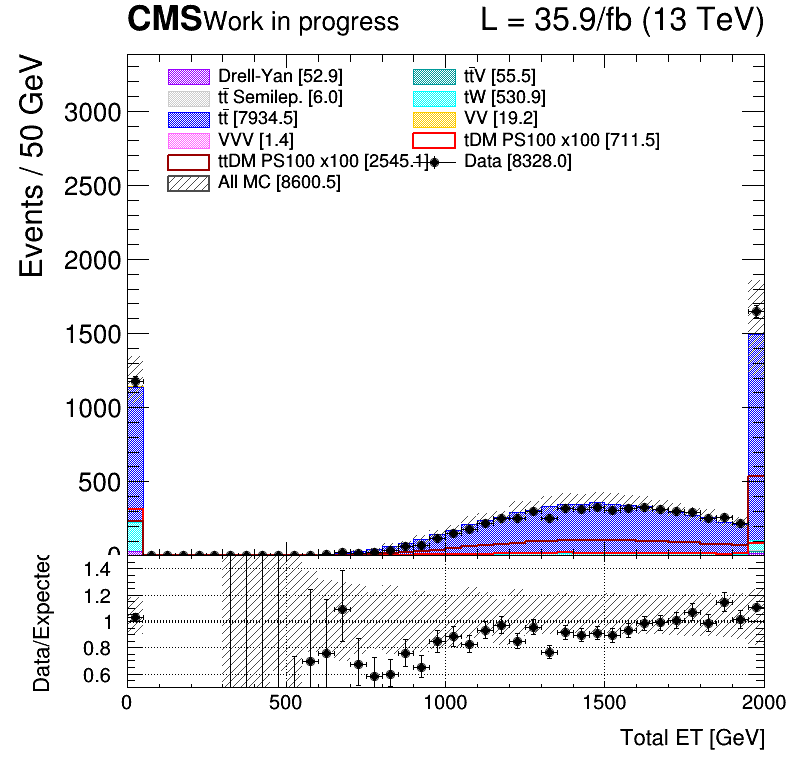 CMS Work in progress L = 35.9/fb (13 TeV)
Events / 50 GeV
Drell-Yan [52.9] tt̄V [55.5]
tt̄ Semilep. [6.0] tW [530.9]
tt̄ [7934.5] VV [19.2]
VVV [1.4] tDM PS100 x100 [711.5]
ttDM PS100 x100 [2545.1] Data [8328.0]
All MC [8600.5]
3000
2500
2000
1500
1000
500
0
Data/Expected
1.4
1.2
1
0.8
0.6
0 500 1000 1500 2000
Total ET [GeV]